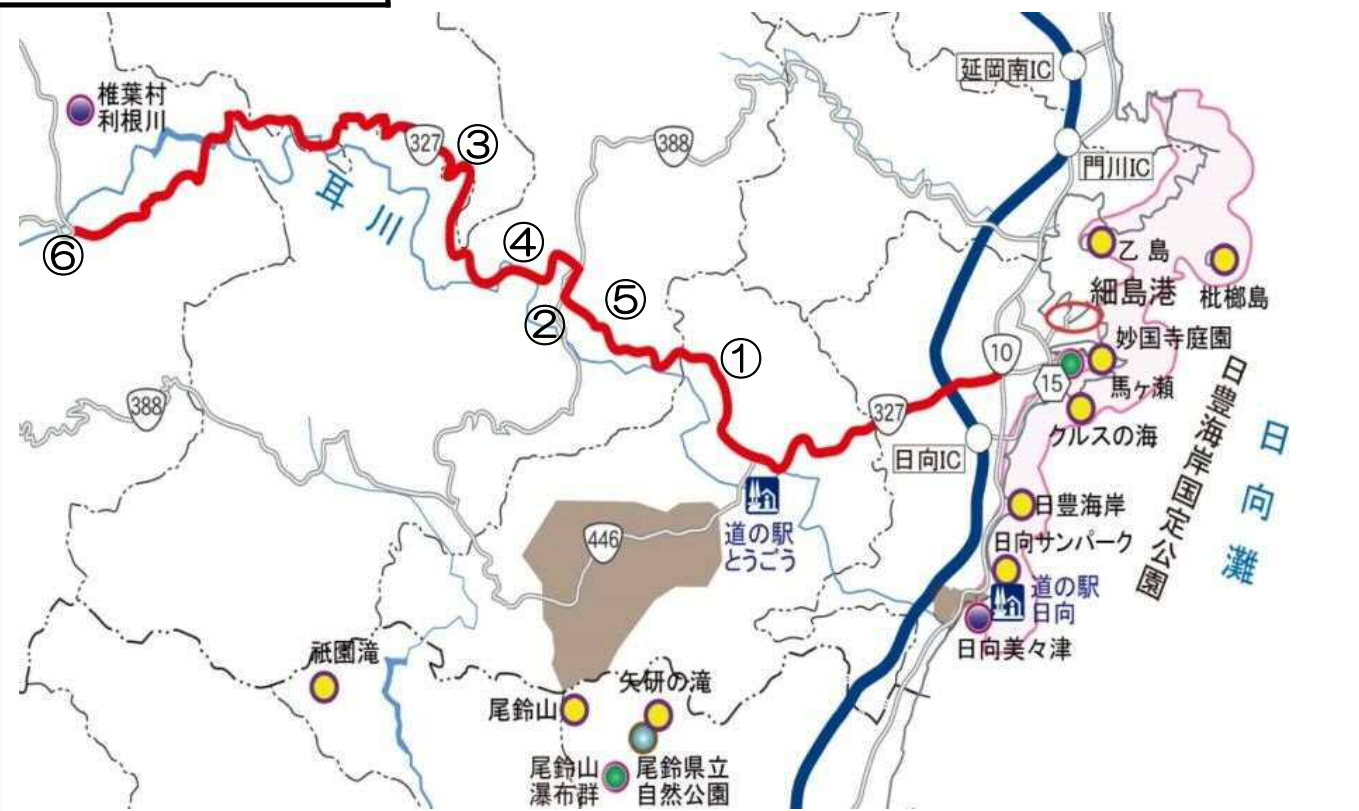 延岡南IC
椎葉村
利根川
327
③
388
門川IC
耳川
⑥
④
乙島
枇榔島
細島港
⑤
②
①
10
妙国寺庭園
15
馬ヶ瀬
388
327
クルスの海
日向IC
日豊海岸国定公園
日向灘
日豊海岸
446
道の駅
とうごう
日向サンパーク
道の駅
日向
日向美々津
祇園滝
矢研の滝
尾鈴山
尾鈴山
瀑布群
尾鈴県立
自然公園